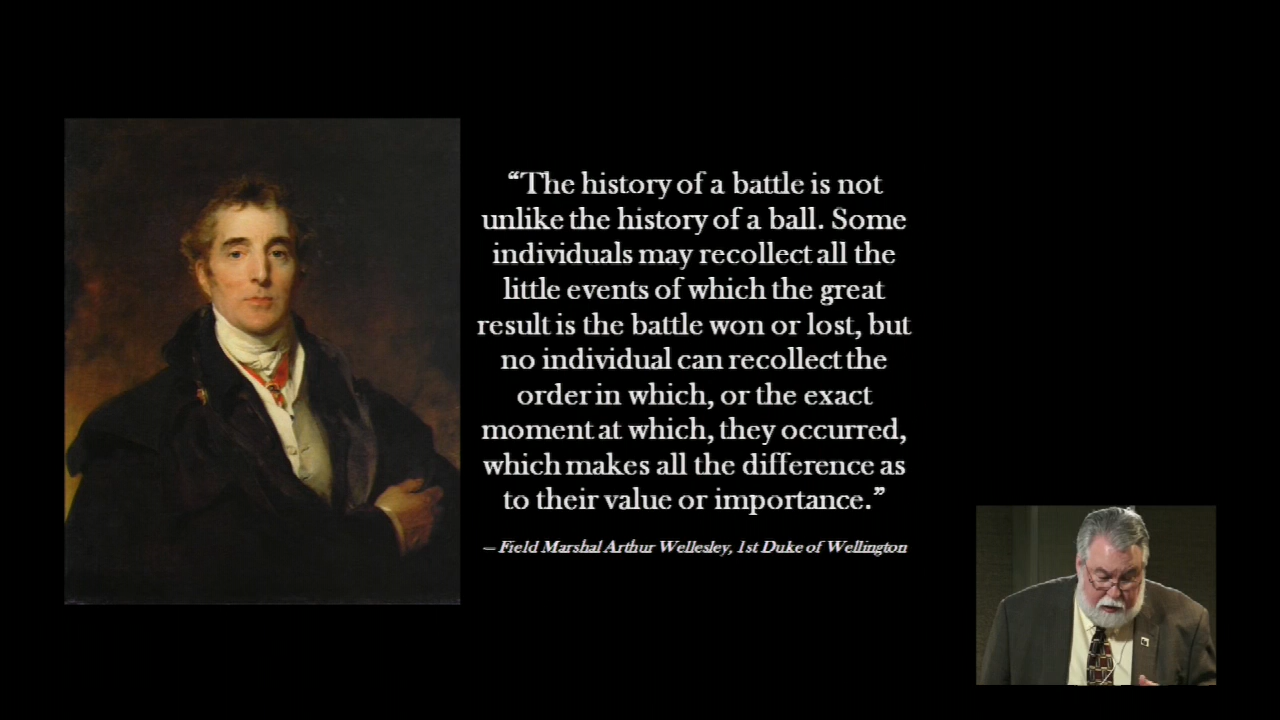 “The history of a battle is not
unlike the history of a ball. Some
individuals may recollect all the
little events of which the great
result is the battle won or lost, but
no individual can recollect the
order in which, or the exact
moment at which, they occurred,
which makes all the difference as
to their value or importance.”
– Field Marshal Arthur Wellesley, 1st Duke of Wellington